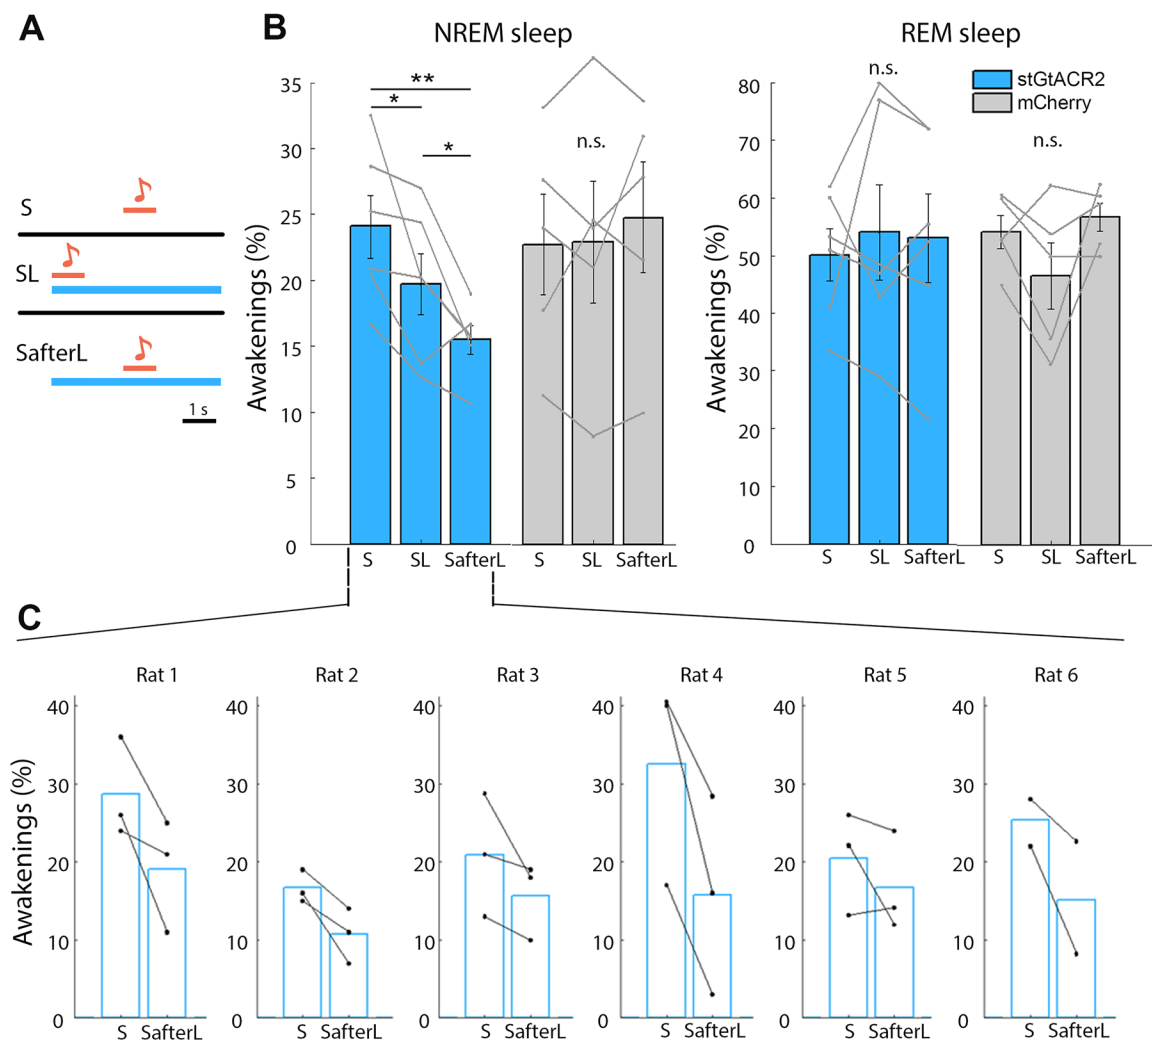 A
B
NREM sleep
REM sleep
S
SL
SafterL
1 s
Awakenings (%)
35
30
25
20
15
10
5
0
**
*
*
n.s.
S
SL
SafterL
S
SL
SafterL
Awakenings (%)
80
70
60
50
40
30
20
10
0
n.s.
n.s.
stGtACR2
mCherry
S
SL
SafterL
S
SL
SafterL
C
Rat 1
Rat 2
Rat 3
Rat 4
Rat 5
Rat 6
Awakenings (%)
40
30
20
10
0
S
SafterL
40
30
20
10
0
S
SafterL
40
30
20
10
0
S
SafterL
40
30
20
10
0
S
SafterL
40
30
20
10
0
S
SafterL
40
30
20
10
0
S
SafterL